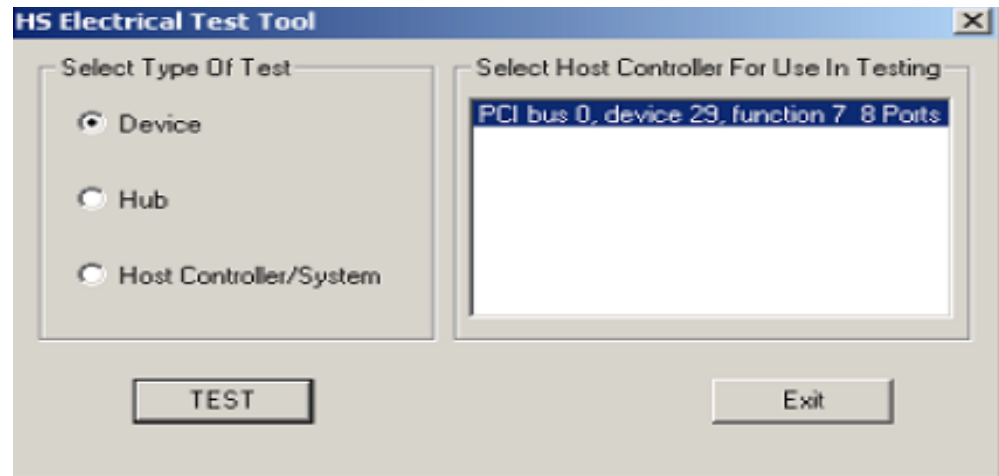 HS Electrical Test Tool
Select Type Of Test
Device
Hub
Host Controller/System
Select Host Controller For Use In Testing
PCI bus 0, device 29, function 7  8 Ports
TEST
Exit